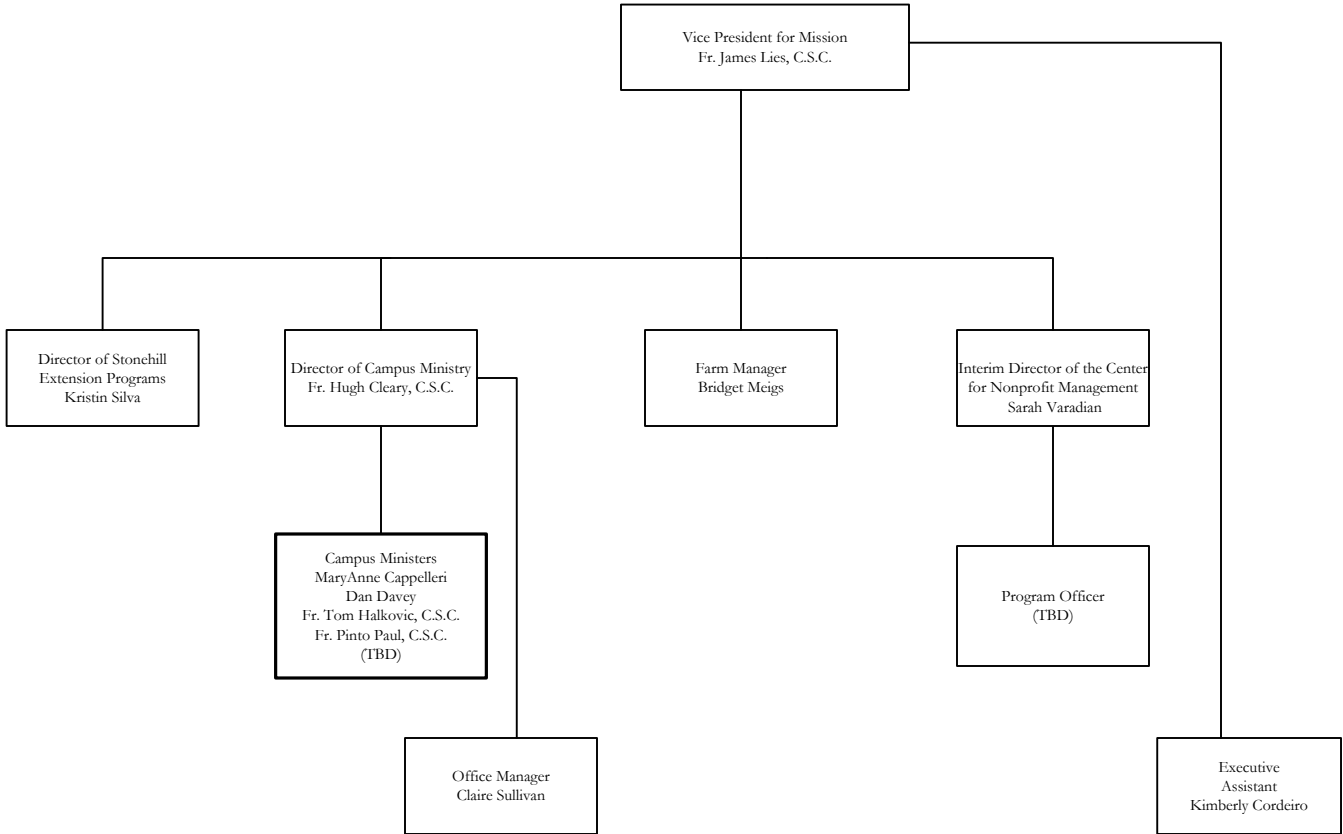 Vice President for Mission
Fr. James Lies, C.S.C.
Director of Stonehill
Extension Programs
Kristin Silva
Director of Campus Ministry
Fr. Hugh Cleary, C.S.C.
Farm Manager
Bridget Meigs
Interim Director of the Center
for Nonprofit Management
Sarah Varadian
Campus Ministers
MaryAnne Cappelleri
Dan Davey
Fr. Tom Halkovic, C.S.C.
Fr. Pinto Paul, C.S.C.
(TBD)
Program Officer
(TBD)
Office Manager
Claire Sullivan
Executive
Assistant
Kimberly Cordeiro